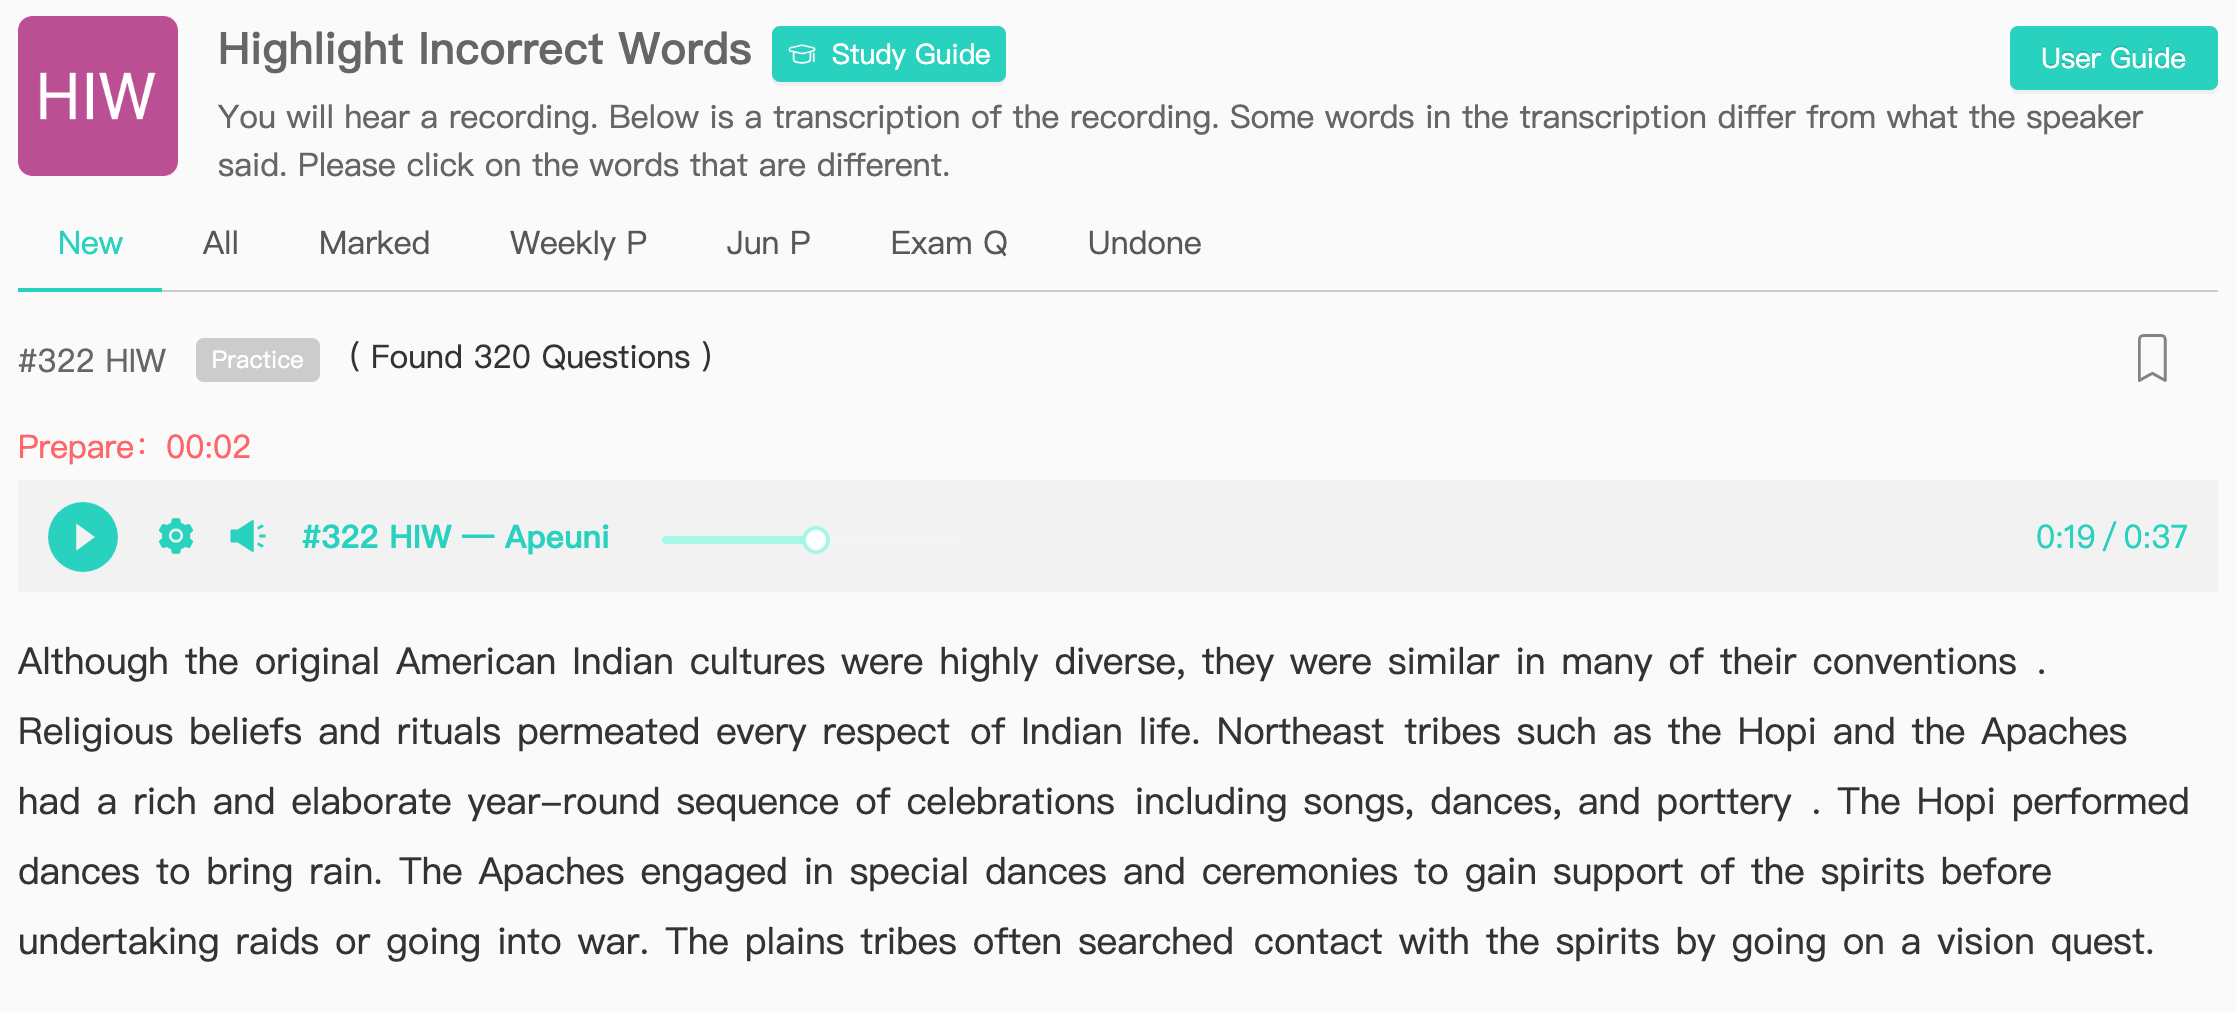 HIW
Highlight Incorrect Words
Study Guide
User Guide
You will hear a recording. Below is a transcription of the recording. Some words in the transcription differ from what the speaker
said. Please click on the words that are different.
New All Marked Weekly P Jun P Exam Q Undone
#322 HIW Practice ( Found 320 Questions )
Prepare: 00:02
#322 HIW — Apeuni 0:19 / 0:37
Although the original American Indian cultures were highly diverse, they were similar in many of their conventions .
Religious beliefs and rituals permeated every respect of Indian life. Northeast tribes such as the Hopi and the Apaches
had a rich and elaborate year–round sequence of celebrations including songs, dances, and porttery . The Hopi performed
dances to bring rain. The Apaches engaged in special dances and ceremonies to gain support of the spirits before
undertaking raids or going into war. The plains tribes often searched contact with the spirits by going on a vision quest.